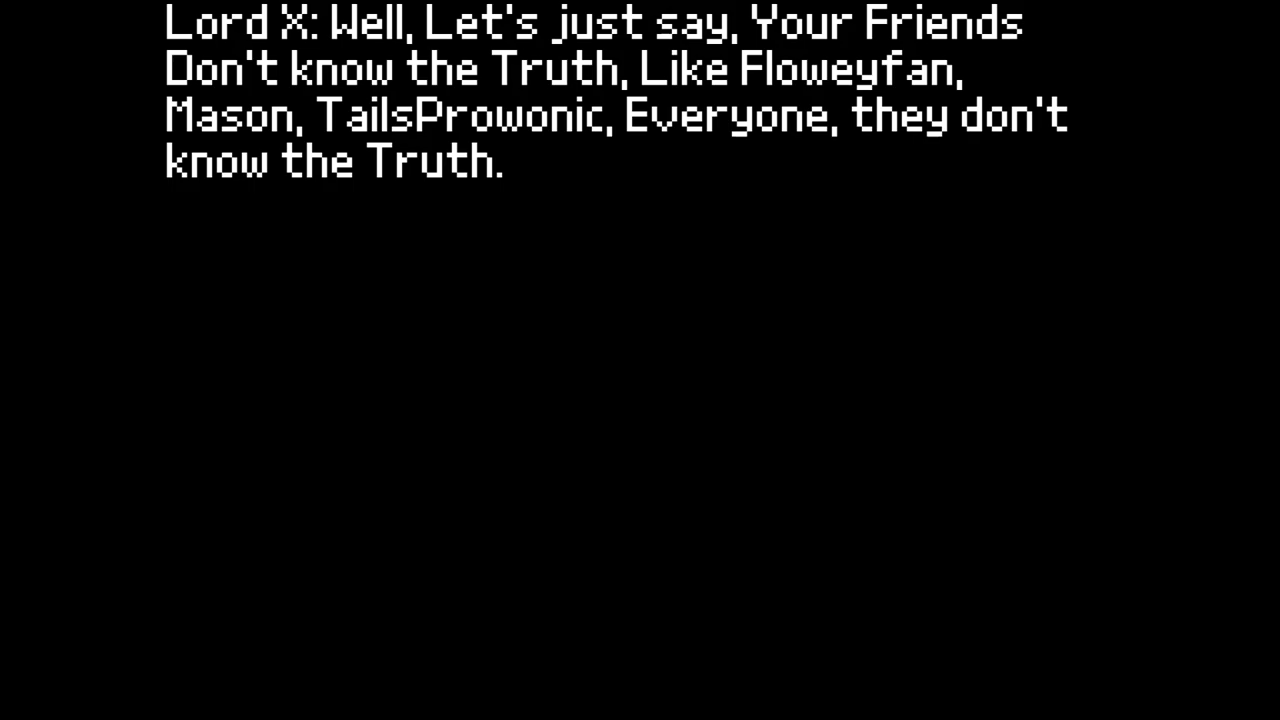 Lord X: Well, Let's just say, Your Friends
Don't know the Truth, Like Floweyfan,
Mason, TailsProwonic, Everyone, they don't
know the Truth.